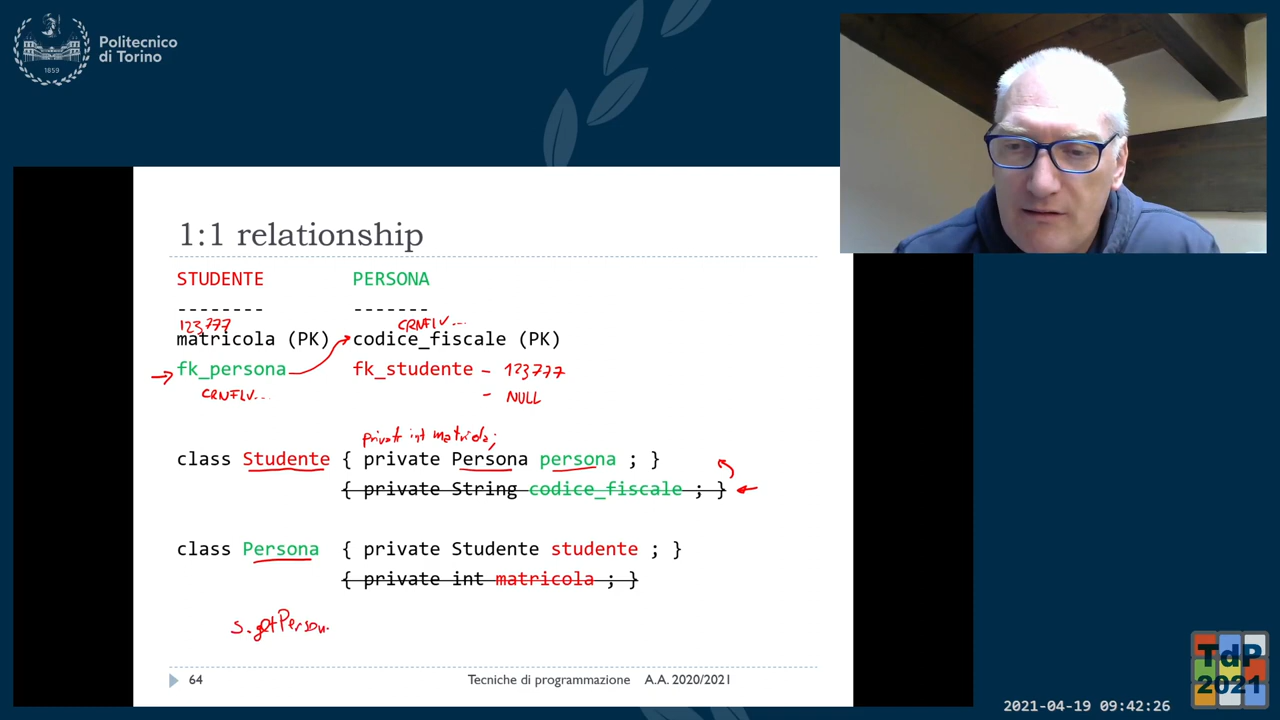 Politecnico
di Torino
1859
1:1 relationship
STUDENTE PERSONA
-------- -------
123777 CRNFLV...
matricola (PK) codice_fiscale (PK)
fk_persona fk_studente - 123777
CRNFLV... - NULL
private int matricola;
class Studente { private Persona persona ; }
{ private String codice_fiscale ; }
class Persona { private Studente studente ; }
{ private int matricola ; }
s.getPerson.
64 Tecniche di programmazione A.A. 2020/2021
TdP
2021
2021-04-19 09:42:26